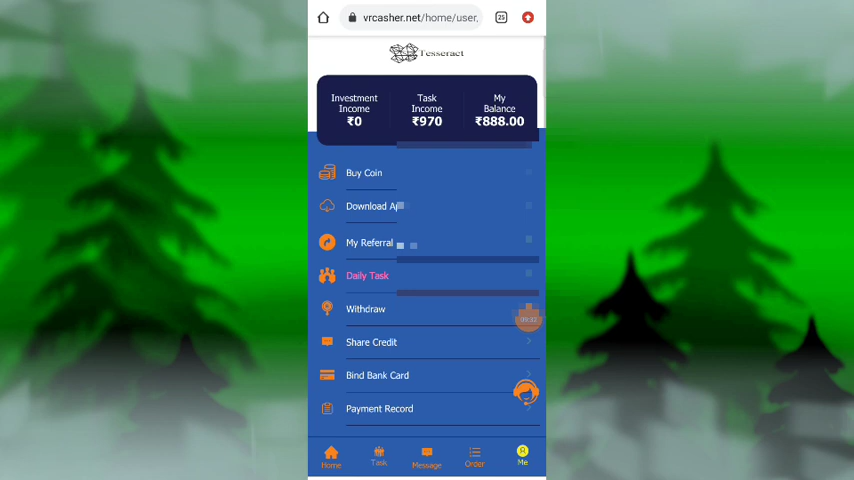 vrcasher.net/home/user.
25
Tesseract
Investment Income
₹0
Task Income
₹970
My Balance
₹888.00
Buy Coin
Download A
My Referral
Daily Task
Withdraw
Share Credit
Bind Bank Card
Payment Record
Home
Task
Message
Order
Me